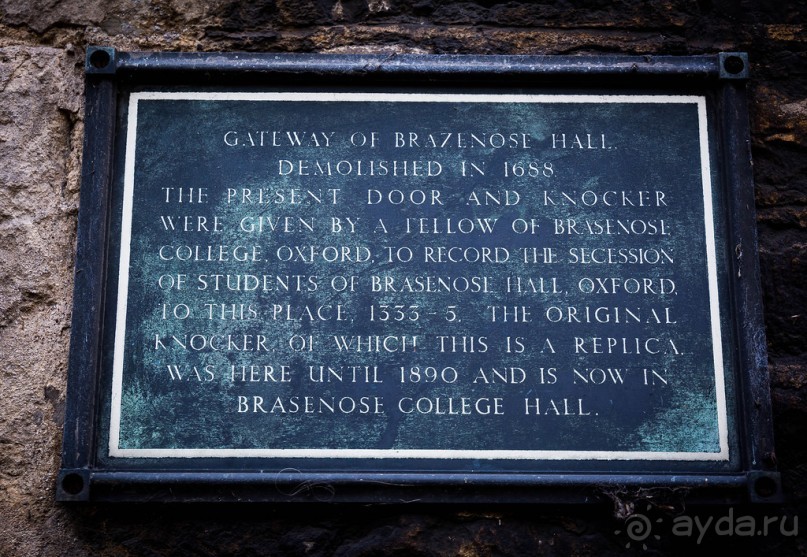 GATEWAY OF BRAZENOSE HALL.
DEMOLISHED IN 1688
THE PRESENT DOOR AND KNOCKER
WERE GIVEN BY A FELLOW OF BRASENOSE
COLLEGE, OXFORD, TO RECORD THE SECESSION
OF STUDENTS OF BRASENOSE HALL, OXFORD,
TO THIS PLACE, 1333-5. THE ORIGINAL
KNOCKER, OF WHICH THIS IS A REPLICA,
WAS HERE UNTIL 1890 AND IS NOW IN
BRASENOSE COLLEGE HALL.
ayda.ru